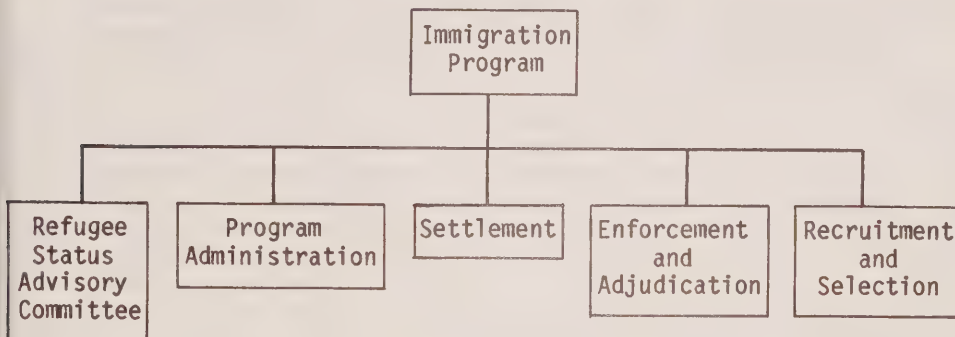 Immigration
Program
Refugee
Status
Advisory
Committee
Program
Administration
Settlement
Enforcement
and
Adjudication
Recruitment
and
Selection